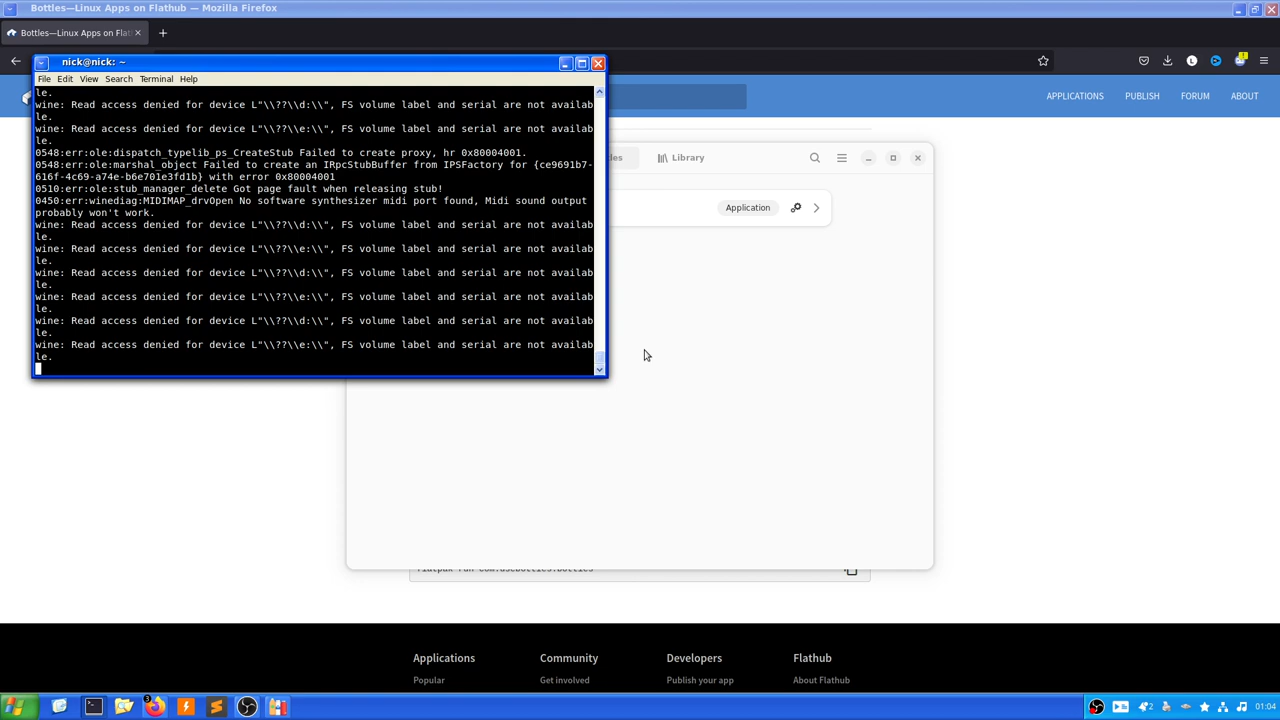 Bottles—Linux Apps on Flathub — Mozilla Firefox
Bottles—Linux Apps on Flat
nick@nick: ~
File Edit View Search Terminal Help
le.
wine: Read access denied for device L"\\??\\d:\\", FS volume label and serial are not availab
le.
wine: Read access denied for device L"\\??\\e:\\", FS volume label and serial are not availab
le.
0548:err:ole:dispatch_typelib_ps_CreateStub Failed to create proxy, hr 0x80004001.
0548:err:ole:marshal_object Failed to create an IRpcStubBuffer from IPSFactory for {ce9691b7-
616f-4c69-a74e-b6e701e3fd1b} with error 0x80004001
0510:err:ole:stub_manager_delete Got page fault when releasing stub!
0450:err:winediag:MIDIMAP_drvOpen No software synthesizer midi port found, Midi sound output
probably won't work.
wine: Read access denied for device L"\\??\\d:\\", FS volume label and serial are not availab
le.
wine: Read access denied for device L"\\??\\e:\\", FS volume label and serial are not availab
le.
wine: Read access denied for device L"\\??\\d:\\", FS volume label and serial are not availab
le.
wine: Read access denied for device L"\\??\\e:\\", FS volume label and serial are not availab
le.
wine: Read access denied for device L"\\??\\d:\\", FS volume label and serial are not availab
le.
wine: Read access denied for device L"\\??\\e:\\", FS volume label and serial are not availab
le.
APPLICATIONS PUBLISH FORUM ABOUT
les Library
Application
flatpak run com.usebottles.bottles
Applications Community Developers Flathub
Popular Get involved Publish your app About Flathub
3
2 01:04